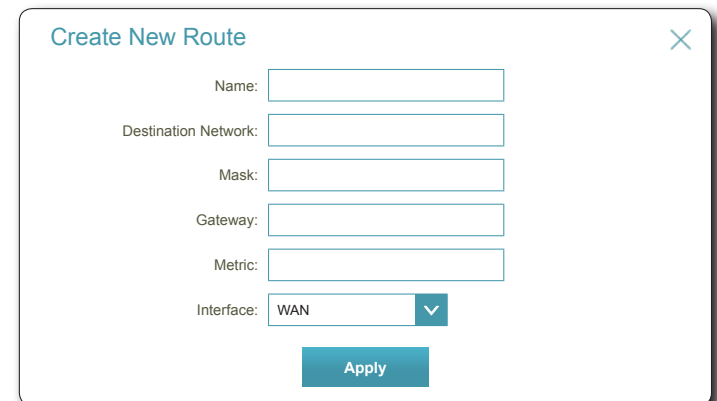 Create New Route
Name:
Destination Network:
Mask:
Gateway:
Metric:
Interface: WAN
Apply